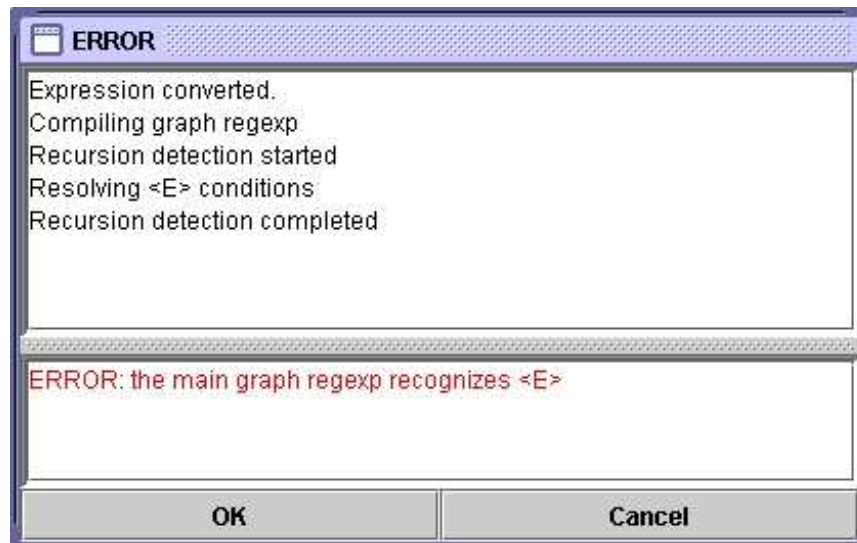 ERROR
Expression converted.
Compiling graph regexp
Recursion detection started
Resolving <E> conditions
Recursion detection completed
ERROR: the main graph regexp recognizes <E>
OK
Cancel